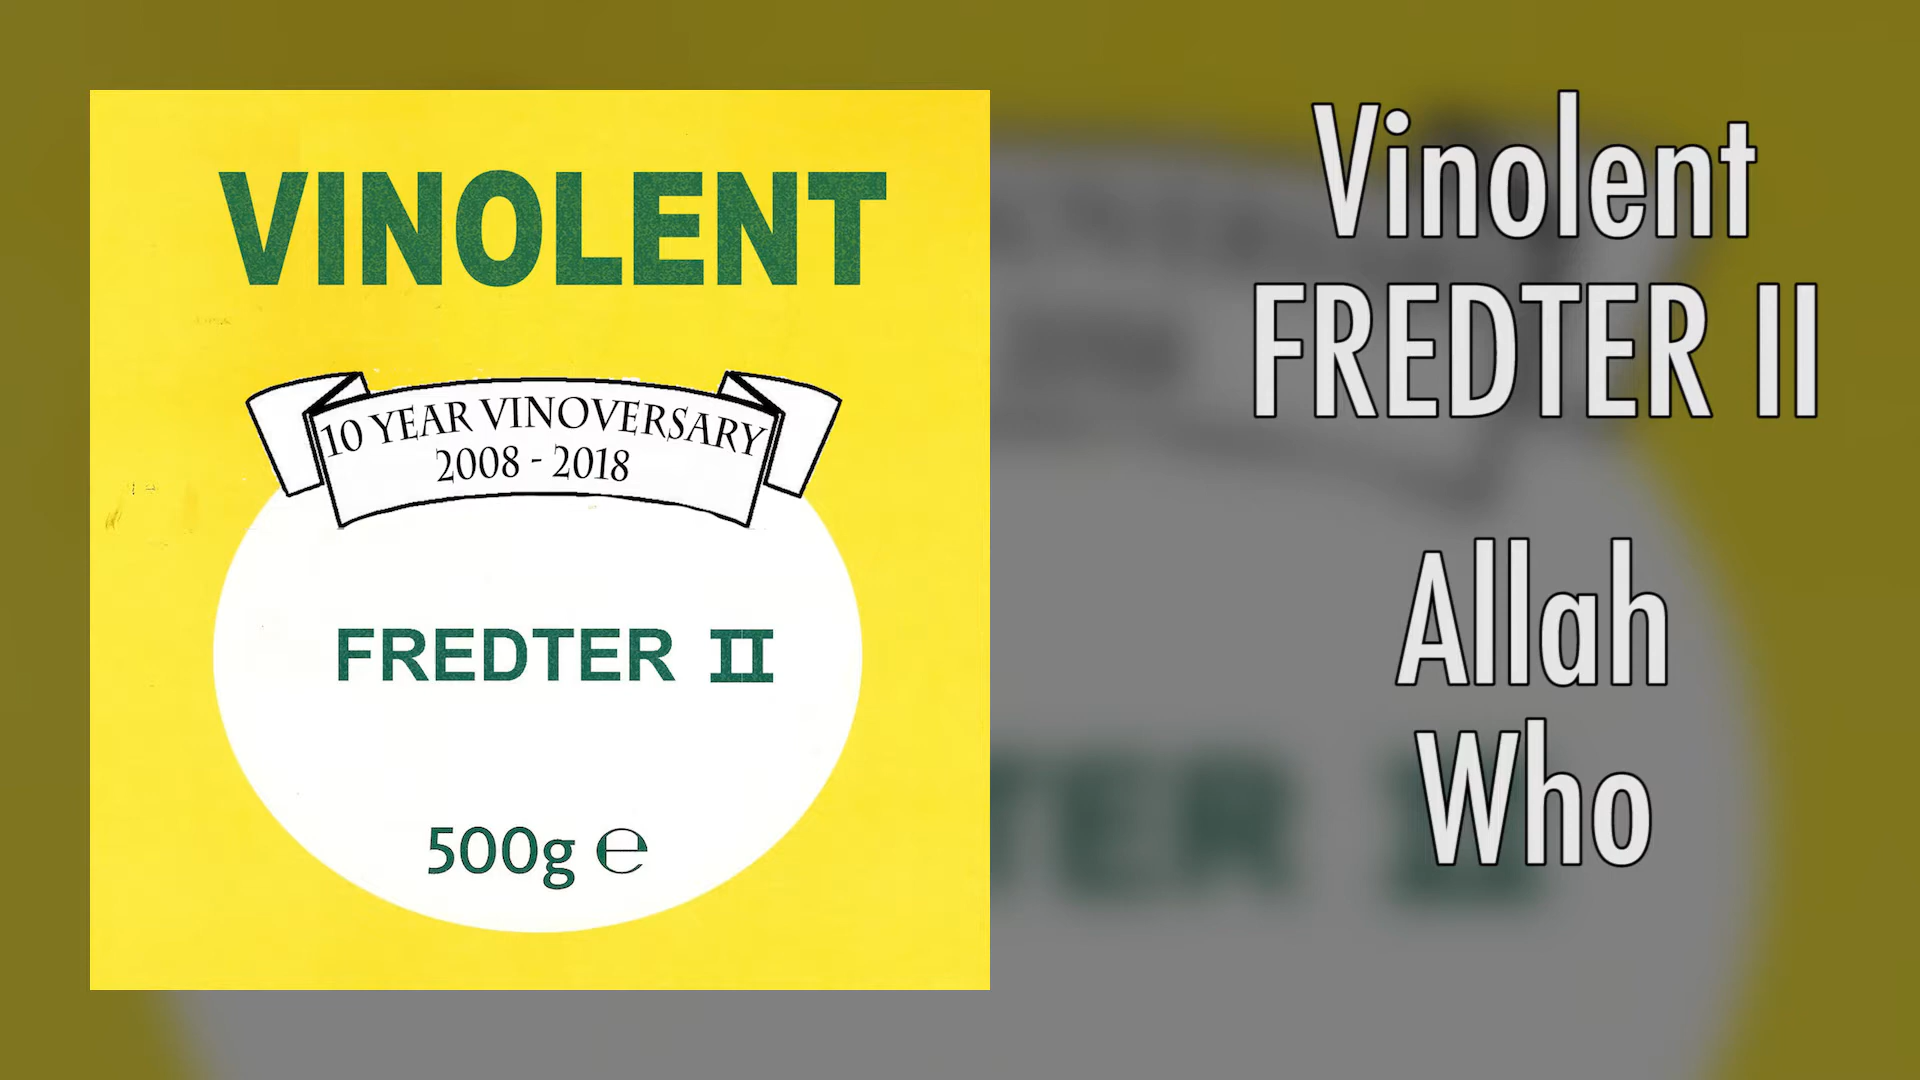 VINOLENT
10 YEAR VINOVERSARY
2008 - 2018
FREDTER II
500g ℮
Vinolent
FREDTER II
Allah
Who